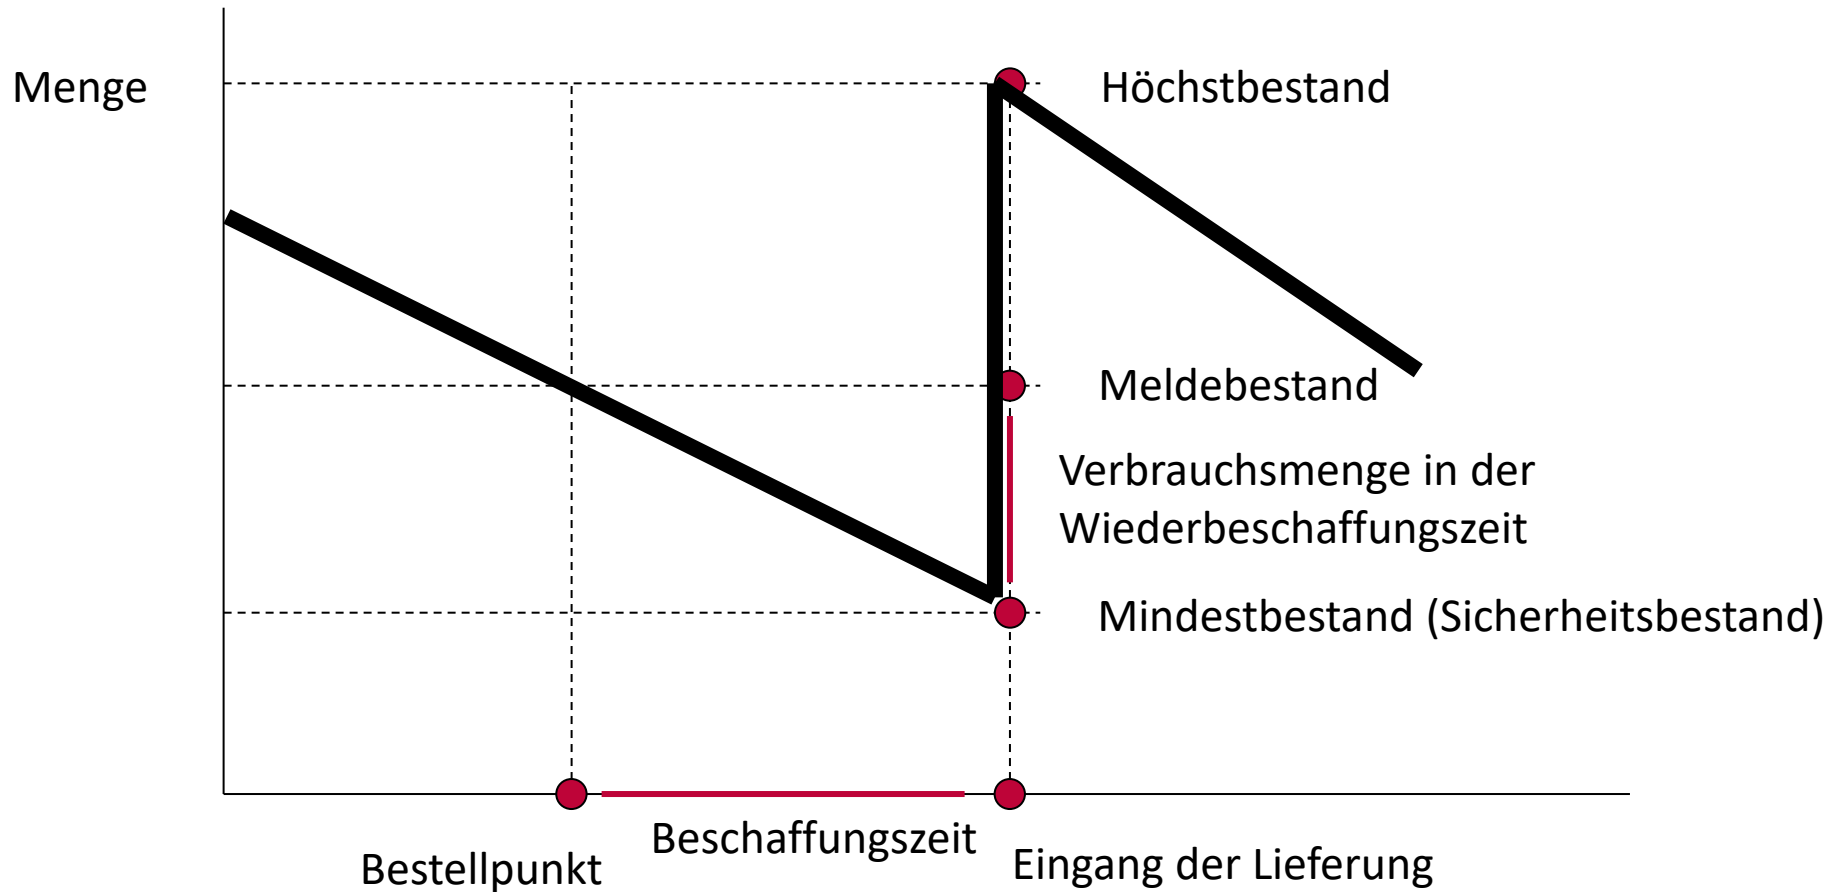 Menge
Höchstbestand
Meldebestand
Verbrauchsmenge in der
Wiederbeschaffungszeit
Mindestbestand (Sicherheitsbestand)
Beschaffungszeit
Bestellpunkt
Eingang der Lieferung